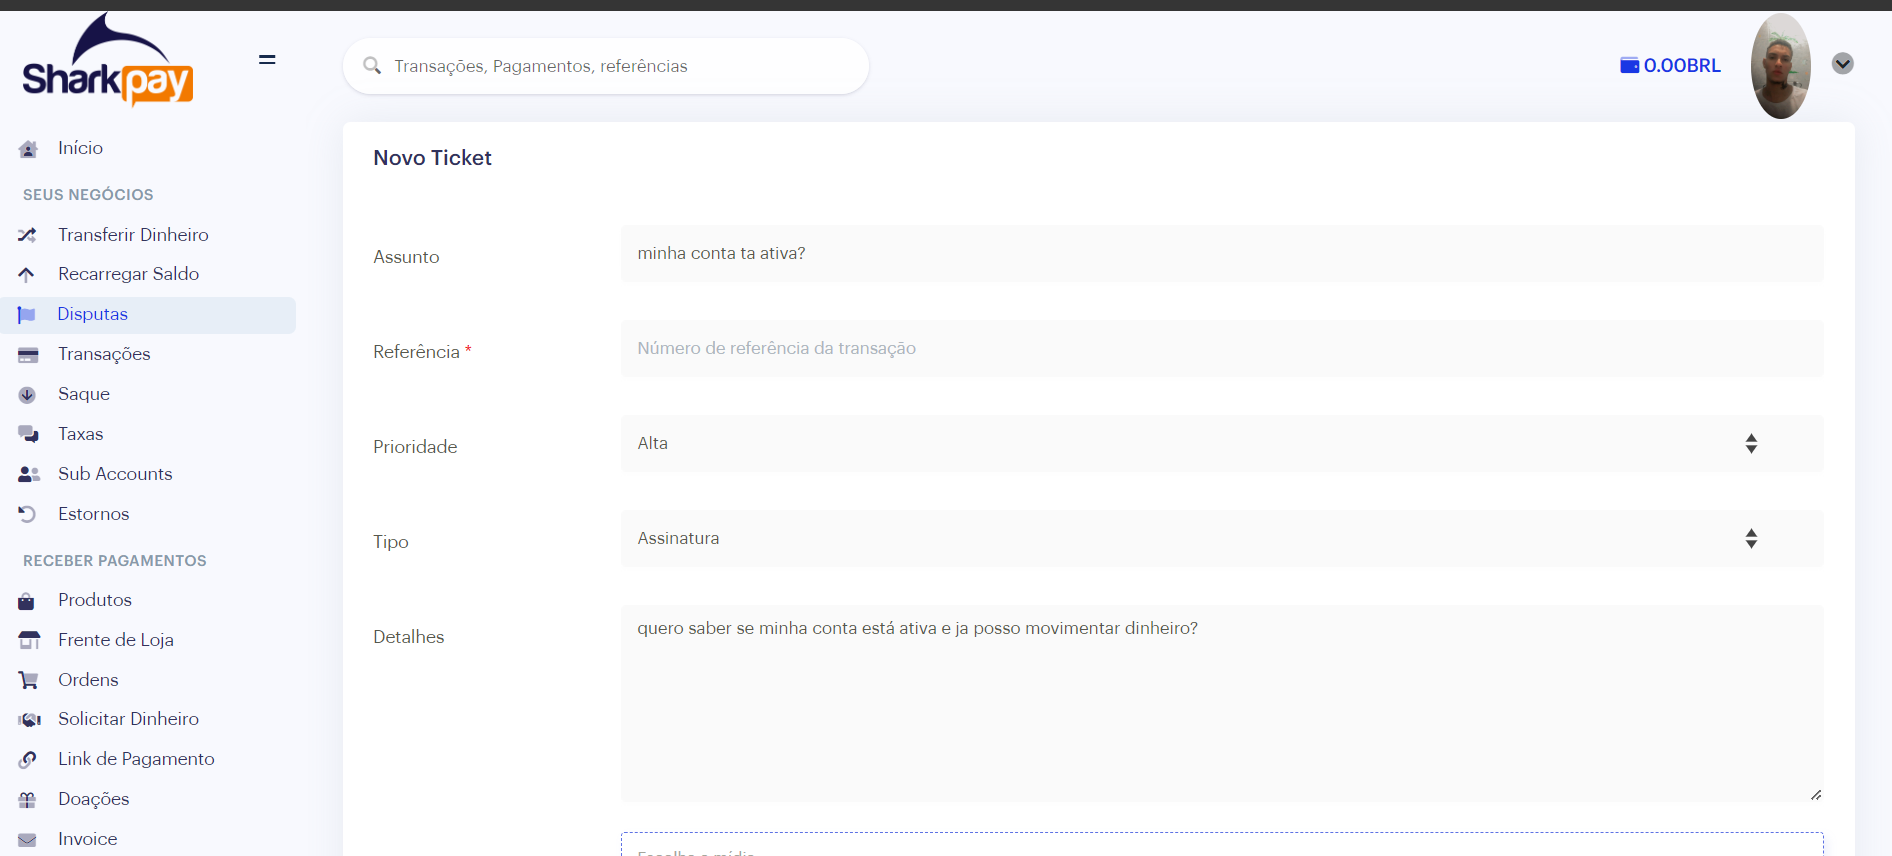 Sharkpay
Transações, Pagamentos, referências
0.00BRL
Início
SEUS NEGÓCIOS
Transferir Dinheiro
Recarregar Saldo
Disputas
Transações
Saque
Taxas
Sub Accounts
Estornos
RECEBER PAGAMENTOS
Produtos
Frente de Loja
Ordens
Solicitar Dinheiro
Link de Pagamento
Doações
Invoice
Novo Ticket
Assunto
minha conta ta ativa?
Referência *
Número de referência da transação
Prioridade
Alta
Tipo
Assinatura
Detalhes
quero saber se minha conta está ativa e ja posso movimentar dinheiro?